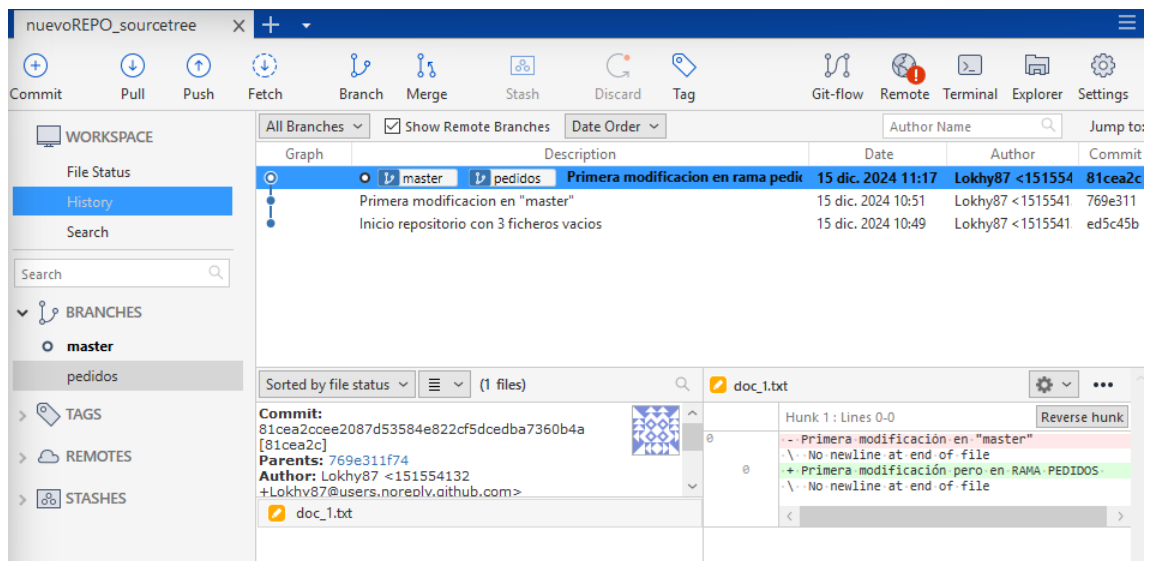 nuevoREPO_sourcetree
Commit Pull Push Fetch Branch Merge Stash Discard Tag Git-flow Remote Terminal Explorer Settings
WORKSPACE
File Status
History
Search
Search
BRANCHES
master
pedidos
TAGS
REMOTES
STASHES
All Branches Show Remote Branches Date Order Author Name Jump to:
Graph Description Date Author Commit
master pedidos Primera modificacion en rama pedi 15 dic. 2024 11:17 Lokhy87 <151554 81cea2c
Primera modificacion en "master" 15 dic. 2024 10:51 Lokhy87 <1515541 769e311
Inicio repositorio con 3 ficheros vacios 15 dic. 2024 10:49 Lokhy87 <1515541 ed5c45b
Sorted by file status (1 files)
Commit:
81cea2ccee2087d53584e822cf5dcedba7360b4a
[81cea2c]
Parents: 769e311f74
Author: Lokhy87 <151554132
+Lokhy87@users.noreply.github.com>
doc_1.txt
doc_1.txt
Hunk 1 : Lines 0-0 Reverse hunk
0 - Primera modificación en "master"
\ No newline at end of file
0 + Primera modificación pero en RAMA PEDIDOS
\ No newline at end of file